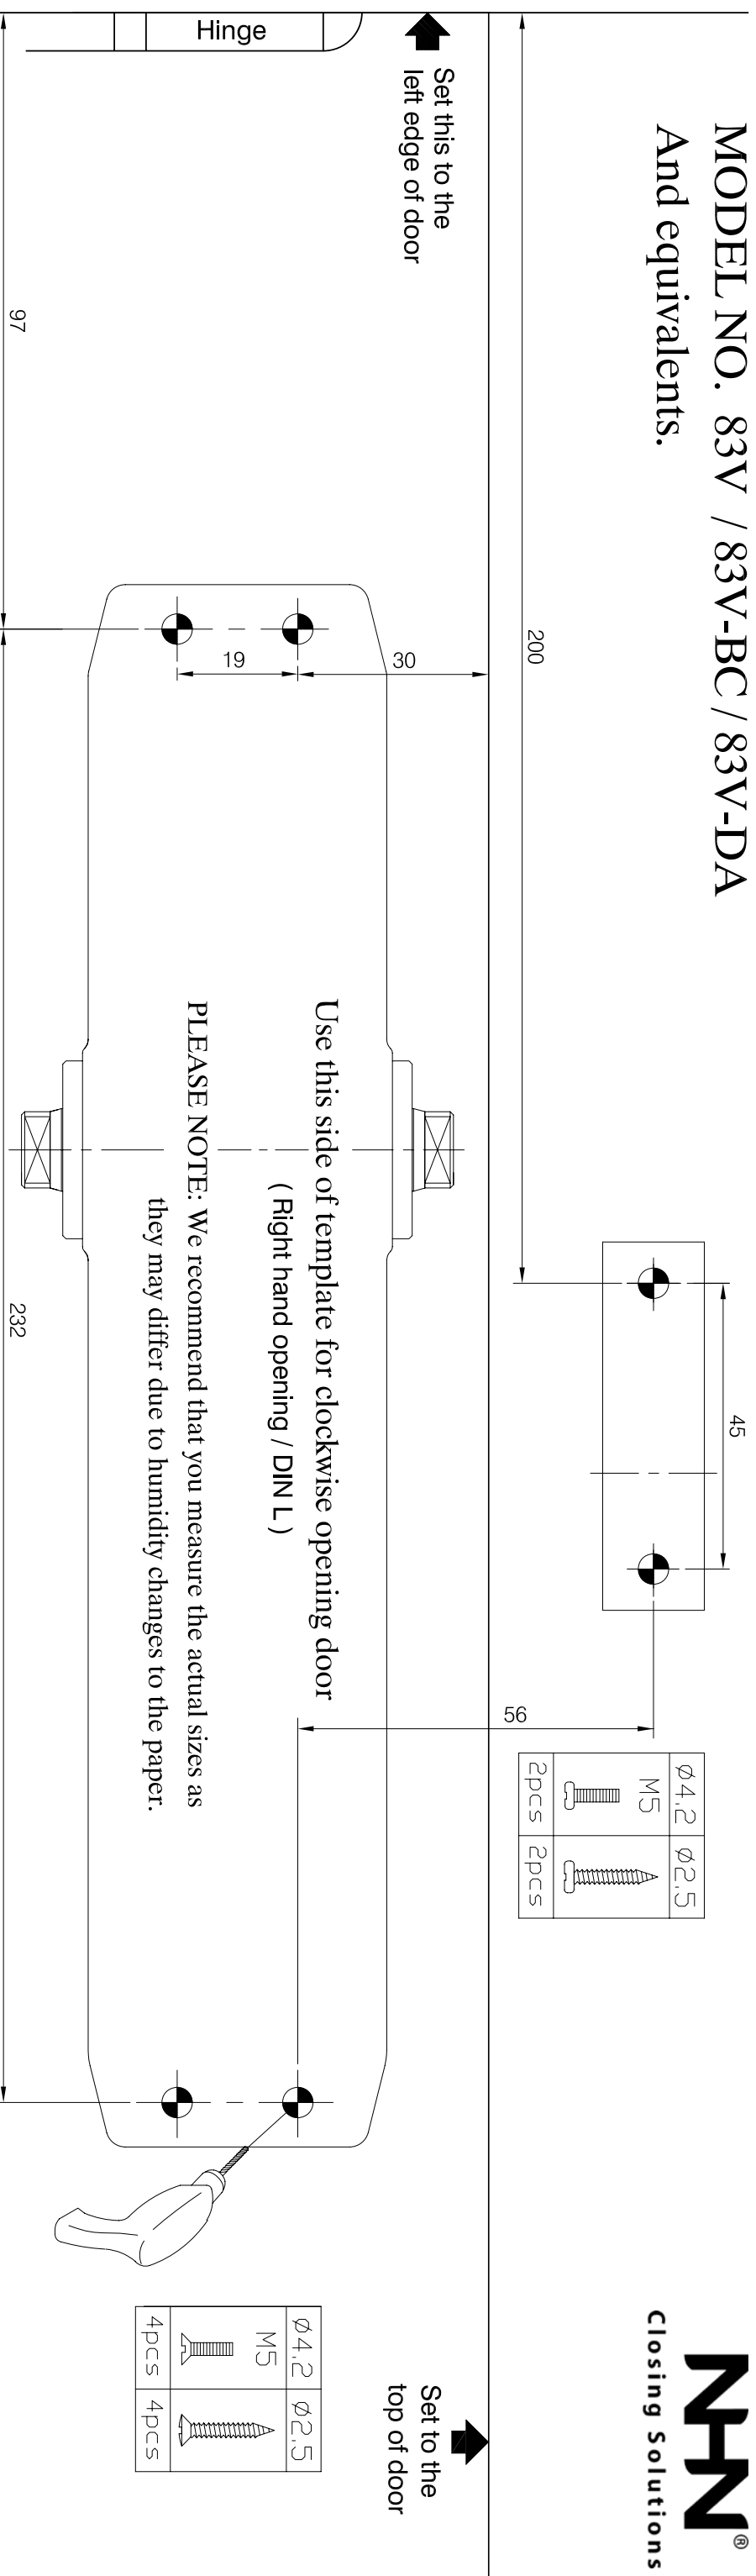 MODEL NO. 83V / 83V-BC / 83V-DA
And equivalents.
NHN®
Closing Solutions
45
56
Ø4,2 Ø2,5
M5
2pcs 2pcs
200
Set this to the
left edge of door
Set to the
top of door
Hinge
30
19
Use this side of template for clockwise opening door
( Right hand opening / DIN L )
PLEASE NOTE: We recommend that you measure the actual sizes as
they may differ due to humidity changes to the paper.
Ø4,2 Ø2,5
M5
4pcs 4pcs
97
232